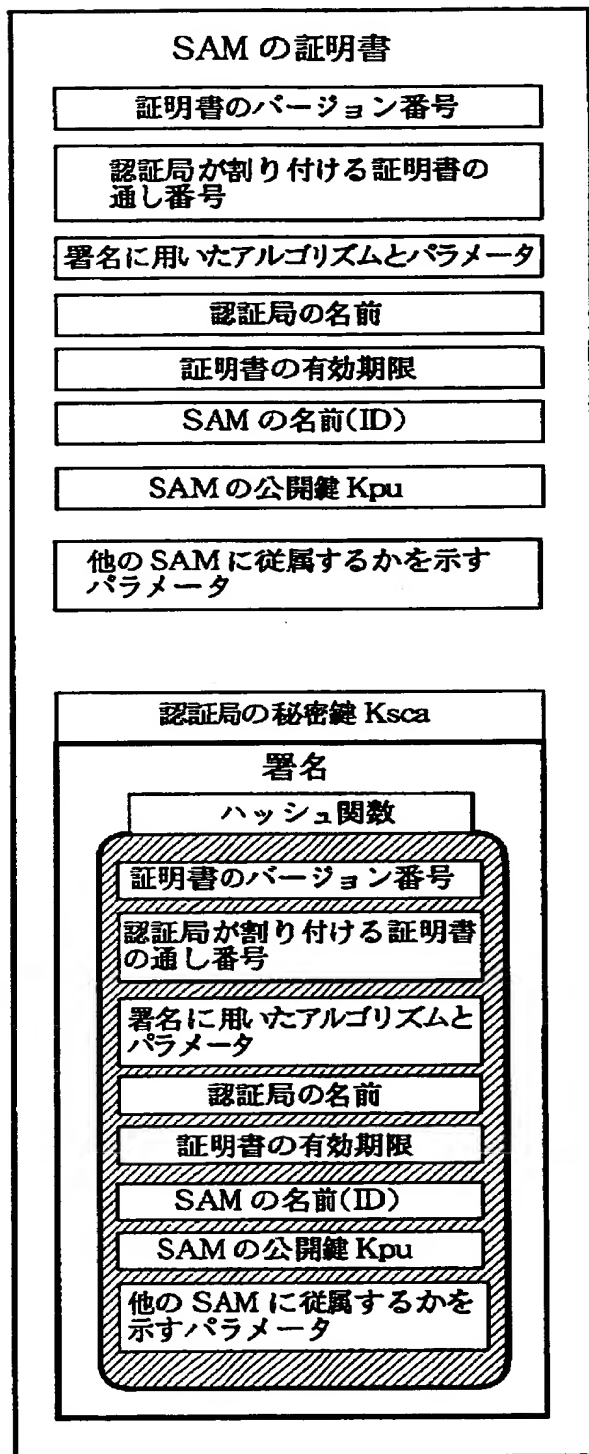 SAM の証明書
証明書のバージョン番号
認証局が割り付ける証明書の
通し番号
署名に用いたアルゴリズムとパラメータ
認証局の名前
証明書の有効期限
SAM の名前(ID)
SAM の公開鍵 Kpu
他の SAM に従属するかを示す
パラメータ
認証局の秘密鍵 Ksca
署名
ハッシュ関数
証明書のバージョン番号
認証局が割り付ける証明書
の通し番号
署名に用いたアルゴリズムと
パラメータ
認証局の名前
証明書の有効期限
SAM の名前(ID)
SAM の公開鍵 Kpu
他の SAM に従属するかを
示すパラメータ